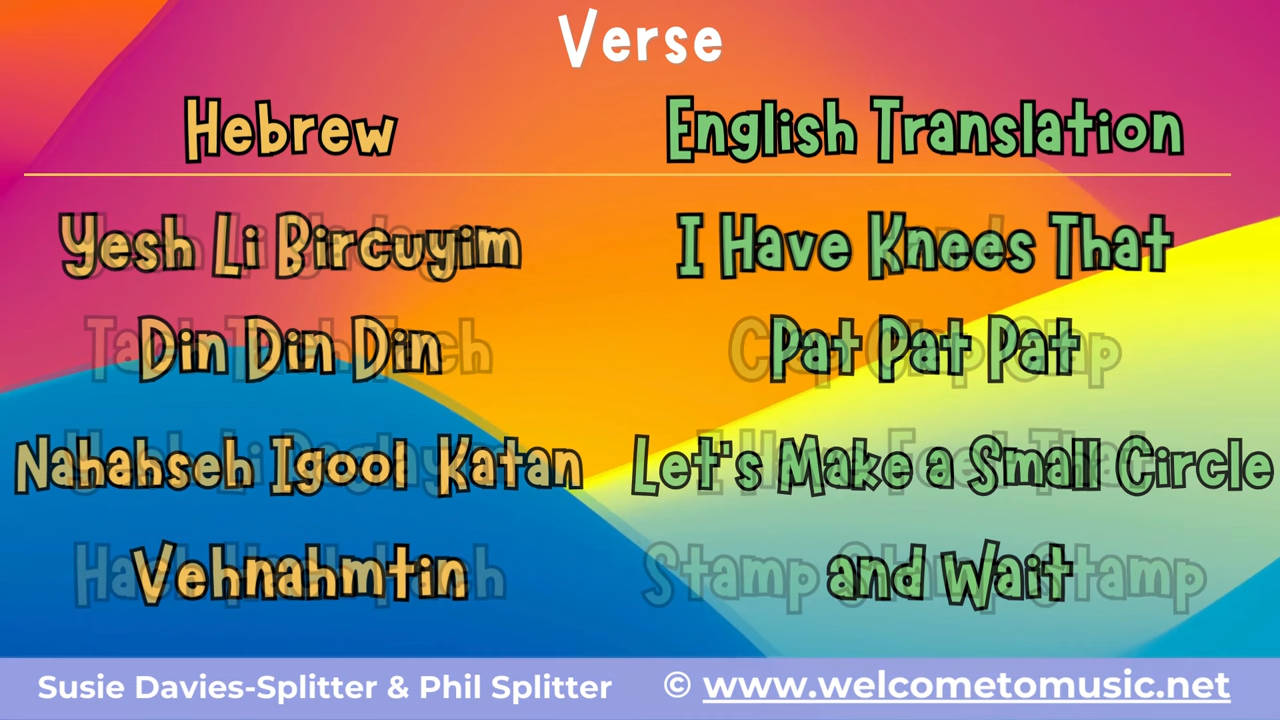 Verse
Hebrew
English Translation
Yesh Li Bircuyim
I Have Knees That
Din Din Din
Pat Pat Pat
Nahahseh Igool Katan
Let's Make a Small Circle
Vehnahmtin
and Wait
Susie Davies-Splitter & Phil Splitter
© www.welcometomusic.net